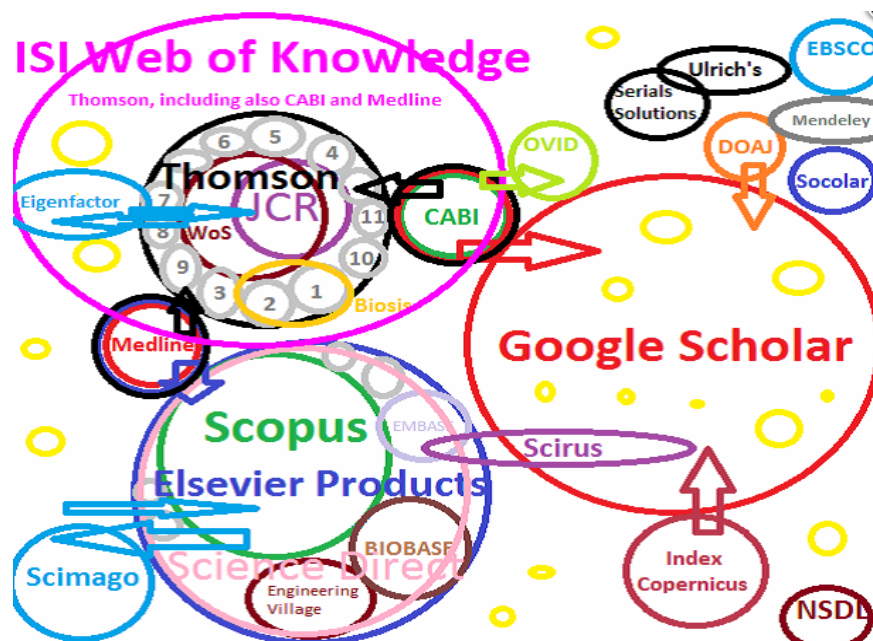 ISI Web of Knowledge
Thomson, including also CABI and Medline
EBSCO
Ulrich's
Serials
Solutions
Mendeley
DOAJ
OVID
Socolar
6
5
4
Thomson
Eigenfactor
7
JCR
11
CABI
8
WoS
9
10
3
2
1
Biosis
Medline
Google Scholar
Scopus
EMBASE
Scirus
Elsevier Products
BIOBASE
Science Direct
Scimago
Engineering
Village
Index
Copernicus
NSDL